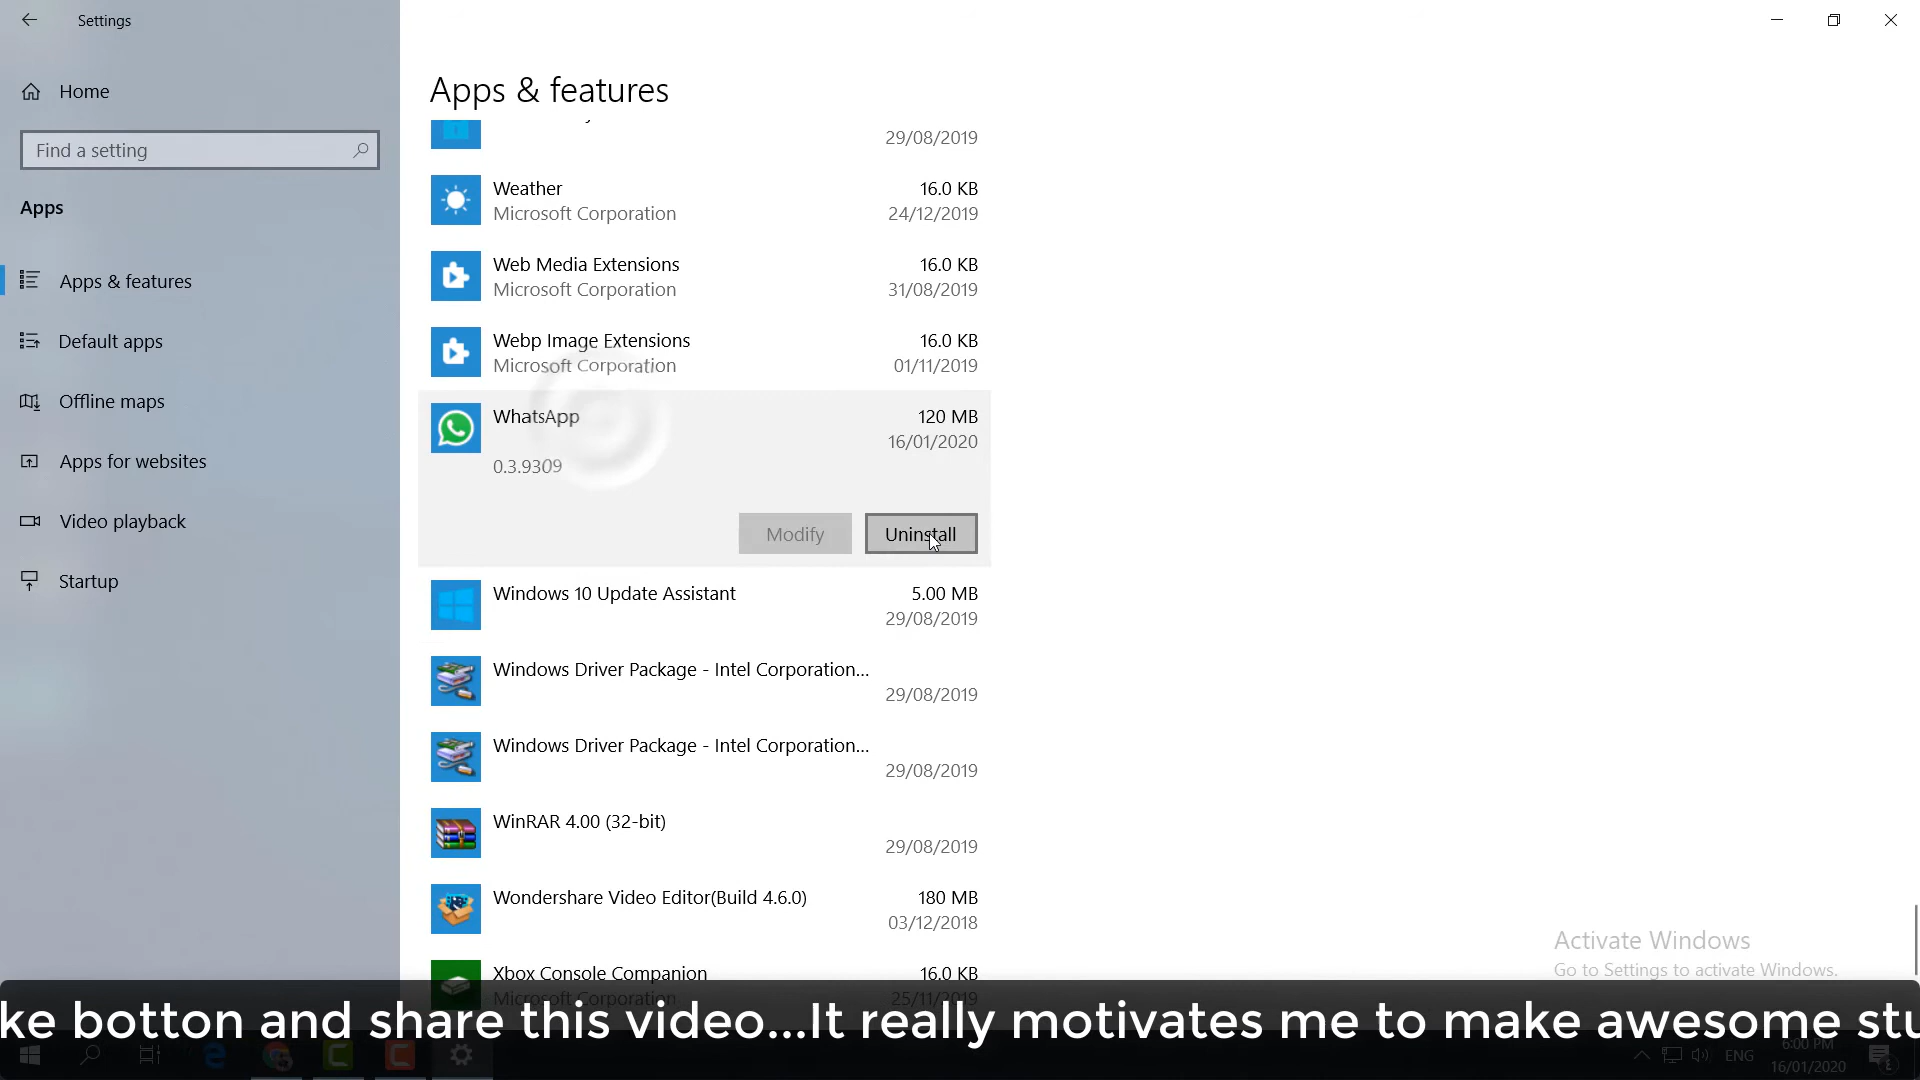 Settings
Home
Find a setting
Apps
Apps & features
Default apps
Offline maps
Apps for websites
Video playback
Startup
Apps & features
29/08/2019
Weather 16.0 KB
Microsoft Corporation 24/12/2019
Web Media Extensions 16.0 KB
Microsoft Corporation 31/08/2019
Webp Image Extensions 16.0 KB
Microsoft Corporation 01/11/2019
WhatsApp 120 MB
16/01/2020
0.3.9309
Modify Uninstall
Windows 10 Update Assistant 5.00 MB
29/08/2019
Windows Driver Package - Intel Corporation...
29/08/2019
Windows Driver Package - Intel Corporation...
29/08/2019
WinRAR 4.00 (32-bit)
29/08/2019
Wondershare Video Editor(Build 4.6.0) 180 MB
03/12/2018
Xbox Console Companion 16.0 KB
Microsoft Corporation 25/11/2019
Activate Windows
Go to Settings to activate Windows.
ke botton and share this video...It really motivates me to make awesome stu
ENG
6:00 PM
16/01/2020